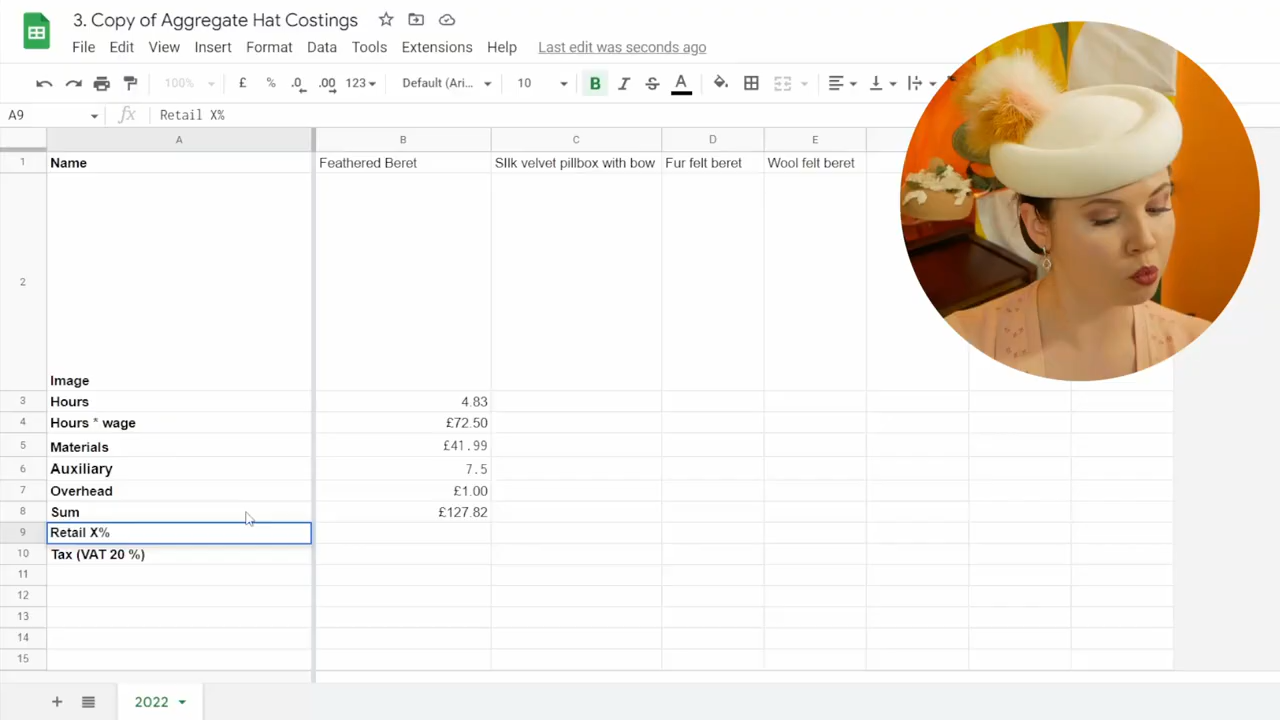 3. Copy of Aggregate Hat Costings
File Edit View Insert Format Data Tools Extensions Help Last edit was seconds ago
100% £ % .0 .00 123 Default (Ari... 10 B I S A
A9 fx Retail X%
A B C D E
1 Name Feathered Beret SIlk velvet pillbox with bow Fur felt beret Wool felt beret
2 Image
3 Hours 4.83
4 Hours * wage £72.50
5 Materials £41.99
6 Auxiliary 7.5
7 Overhead £1.00
8 Sum £127.82
9 Retail X%
10 Tax (VAT 20 %)
11
12
13
14
15
+ 2022